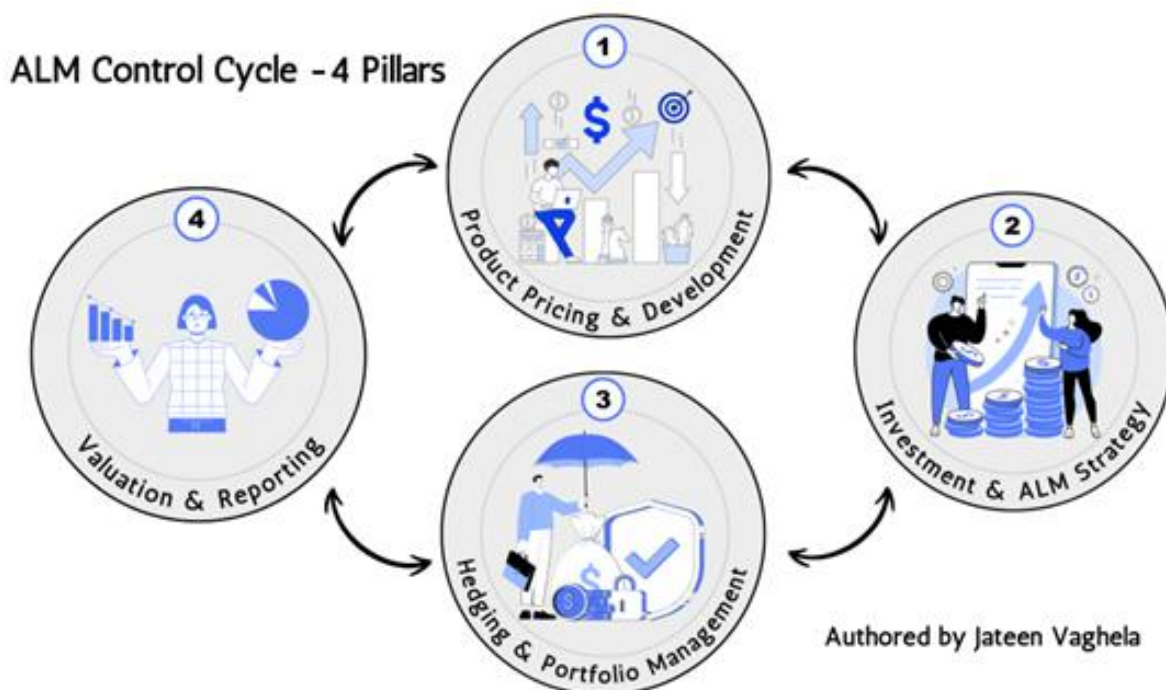 ALM Control Cycle - 4 Pillars
1
Product Pricing & Development
2
Investment & ALM Strategy
3
Hedging & Portfolio Management
4
Valuation & Reporting
Authored by Jateen Vaghela